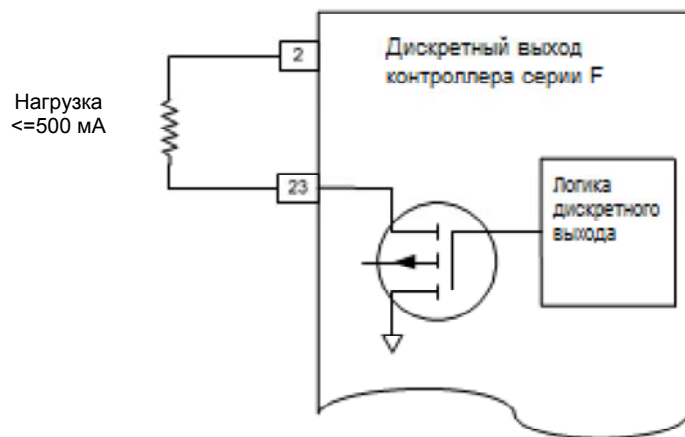 2
Дискретный выход
контроллера серии F
Нагрузка
<=500 мА
23
Логика
дискретного
выхода